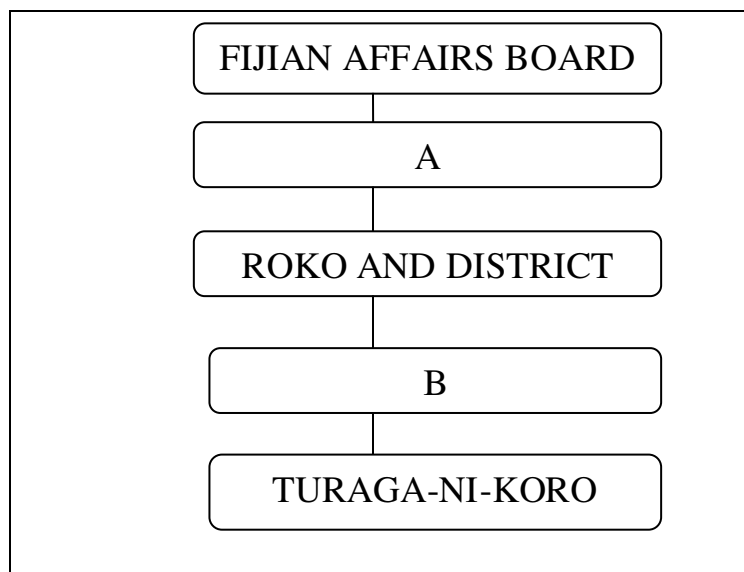 FIJIAN AFFAIRS BOARD
A
ROKO AND DISTRICT
B
TURAGA-NI-KORO